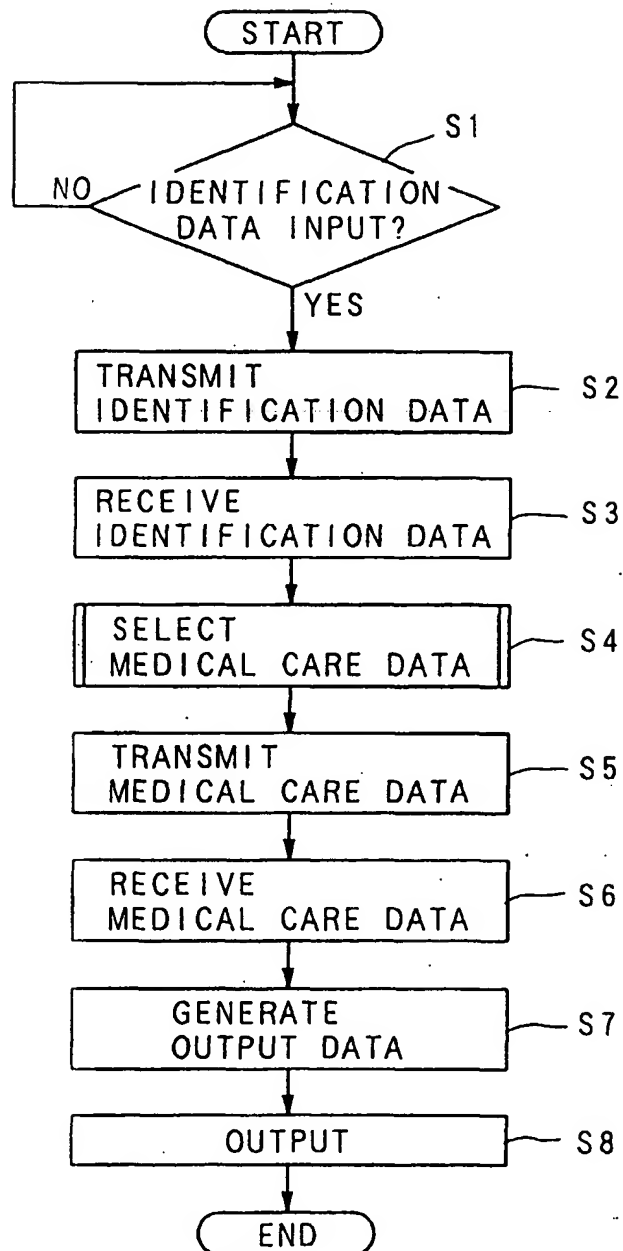 START
S1
NO
IDENTIFICATION
DATA INPUT?
YES
TRANSMIT
IDENTIFICATION DATA
S2
RECEIVE
IDENTIFICATION DATA
S3
SELECT
MEDICAL CARE DATA
S4
TRANSMIT
MEDICAL CARE DATA
S5
RECEIVE
MEDICAL CARE DATA
S6
GENERATE
OUTPUT DATA
S7
OUTPUT
S8
END